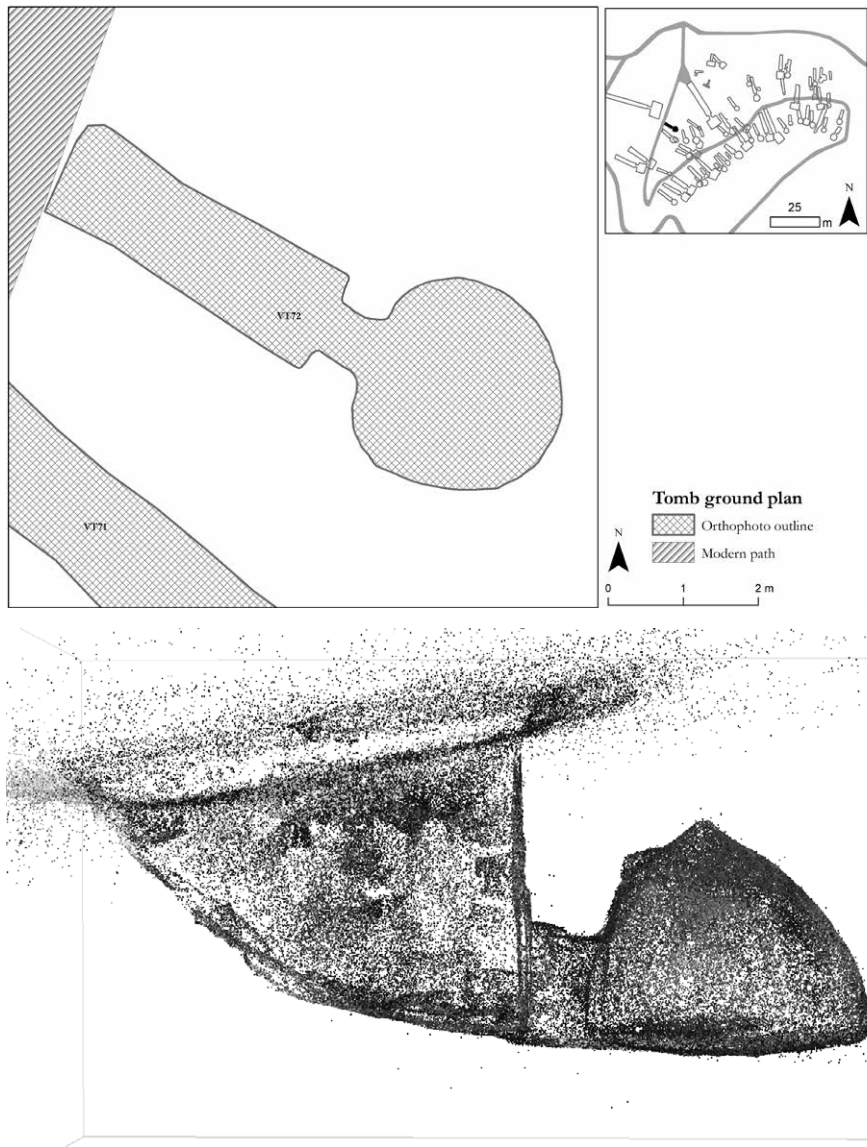 VT72
VT71
25
m
N
Tomb ground plan
Orthophoto outline
N
Modern path
0 1 2 m